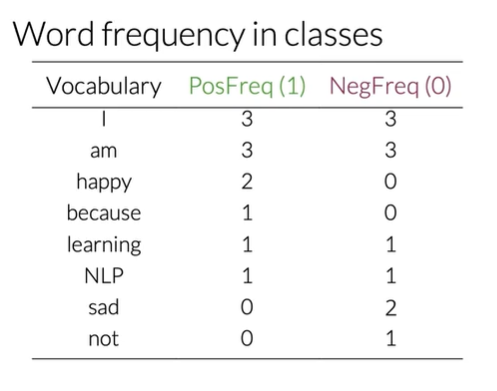 Word frequency in classes
Vocabulary PosFreq (1) NegFreq (0)
I 3 3
am 3 3
happy 2 0
because 1 0
learning 1 1
NLP 1 1
sad 0 2
not 0 1